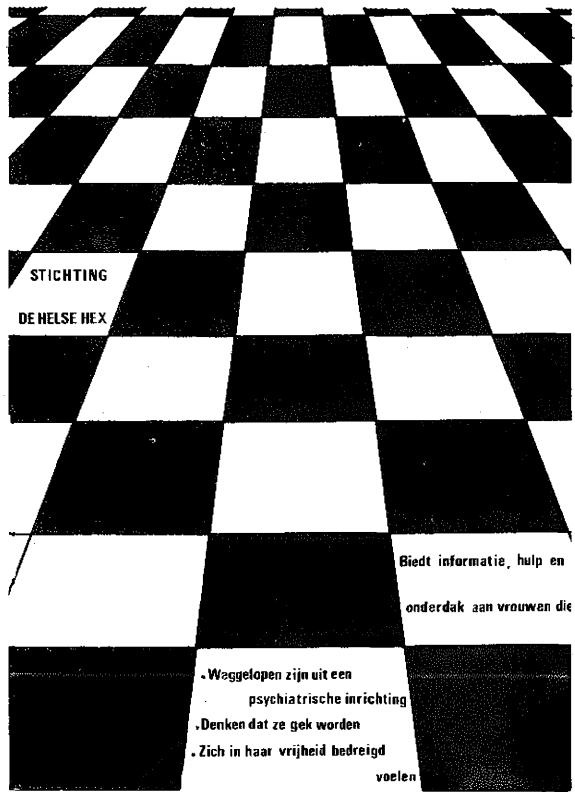 STICHTING
DE HELSE HEX
Biedt informatie, hulp en
onderdak aan vrouwen die
. Weggelopen zijn uit een
psychiatrische inrichting
. Denken dat ze gek worden
. Zich in haar vrijheid bedreigd
voelen